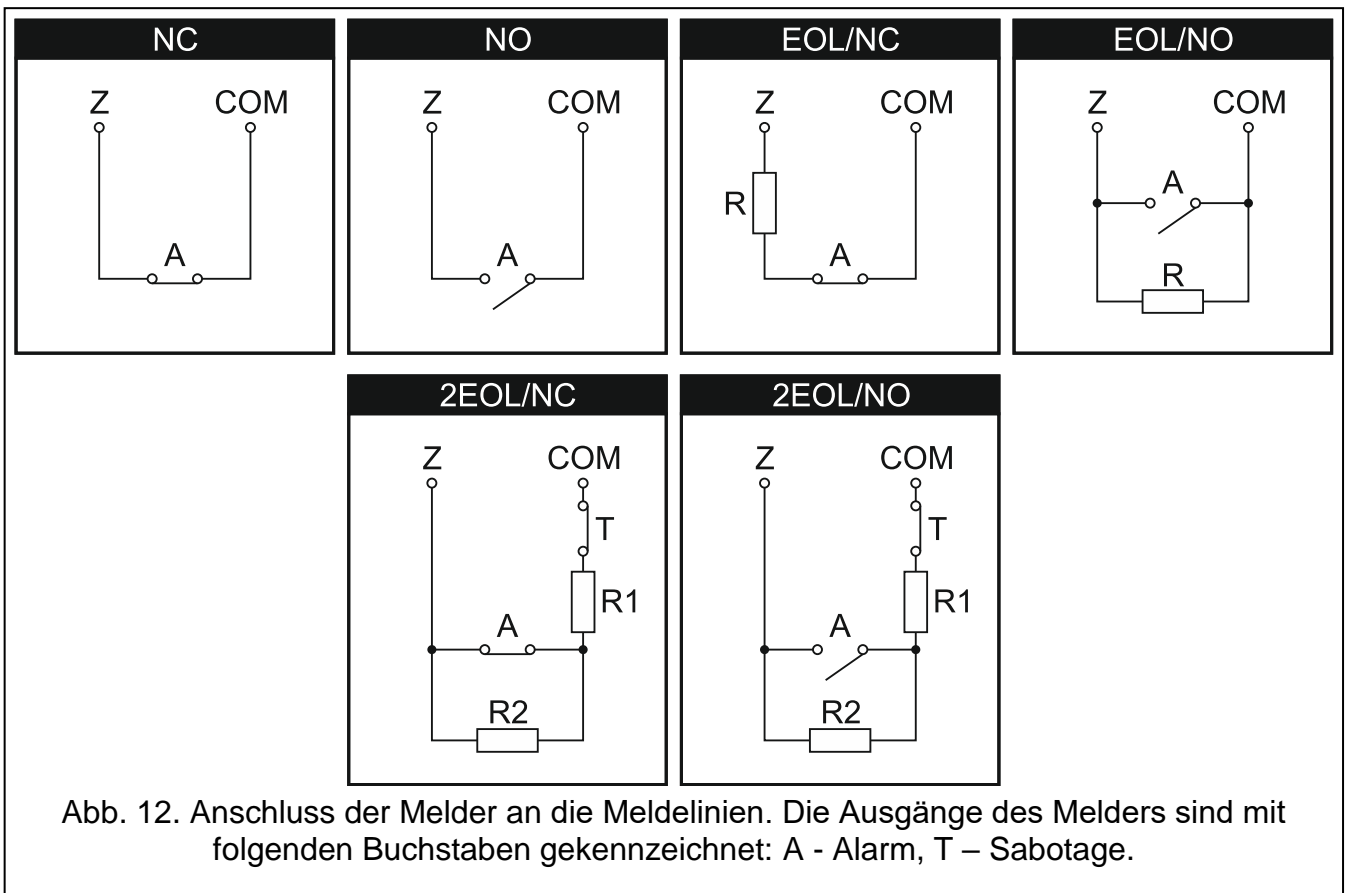 NC NO EOL/NC EOL/NO
Z COM Z COM Z COM Z COM
A
A
R A
A
R
2EOL/NC 2EOL/NO
Z COM Z COM
T T
R1 R1
A A
R2 R2
Abb. 12. Anschluss der Melder an die Meldelinien. Die Ausgänge des Melders sind mit
folgenden Buchstaben gekennzeichnet: A - Alarm, T – Sabotage.